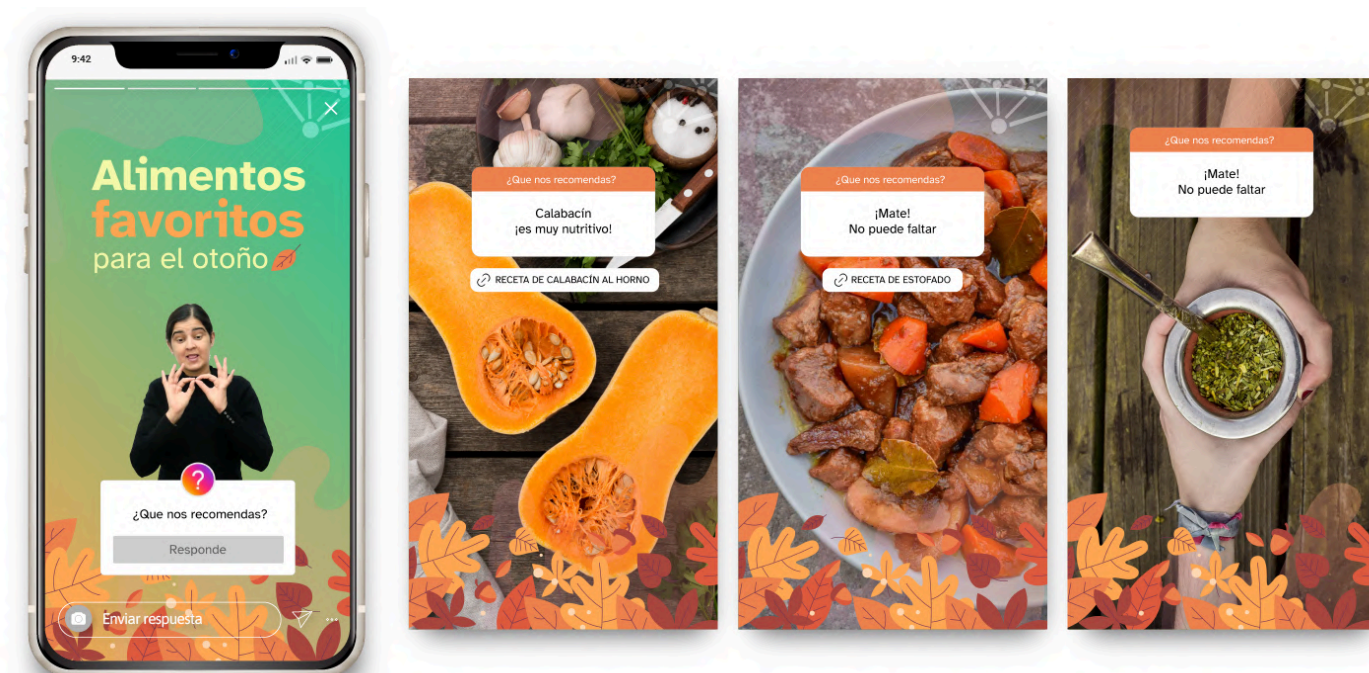 9:42
Alimentos
favoritos
para el otoño
?
¿Que nos recomendas?
Responde
Enviar respuesta
¿Que nos recomendas?
Calabacín
¡es muy nutritivo!
RECETA DE CALABACÍN AL HORNO
¿Que nos recomendas?
¡Mate!
No puede faltar
RECETA DE ESTOFADO
¿Que nos recomendas?
¡Mate!
No puede faltar